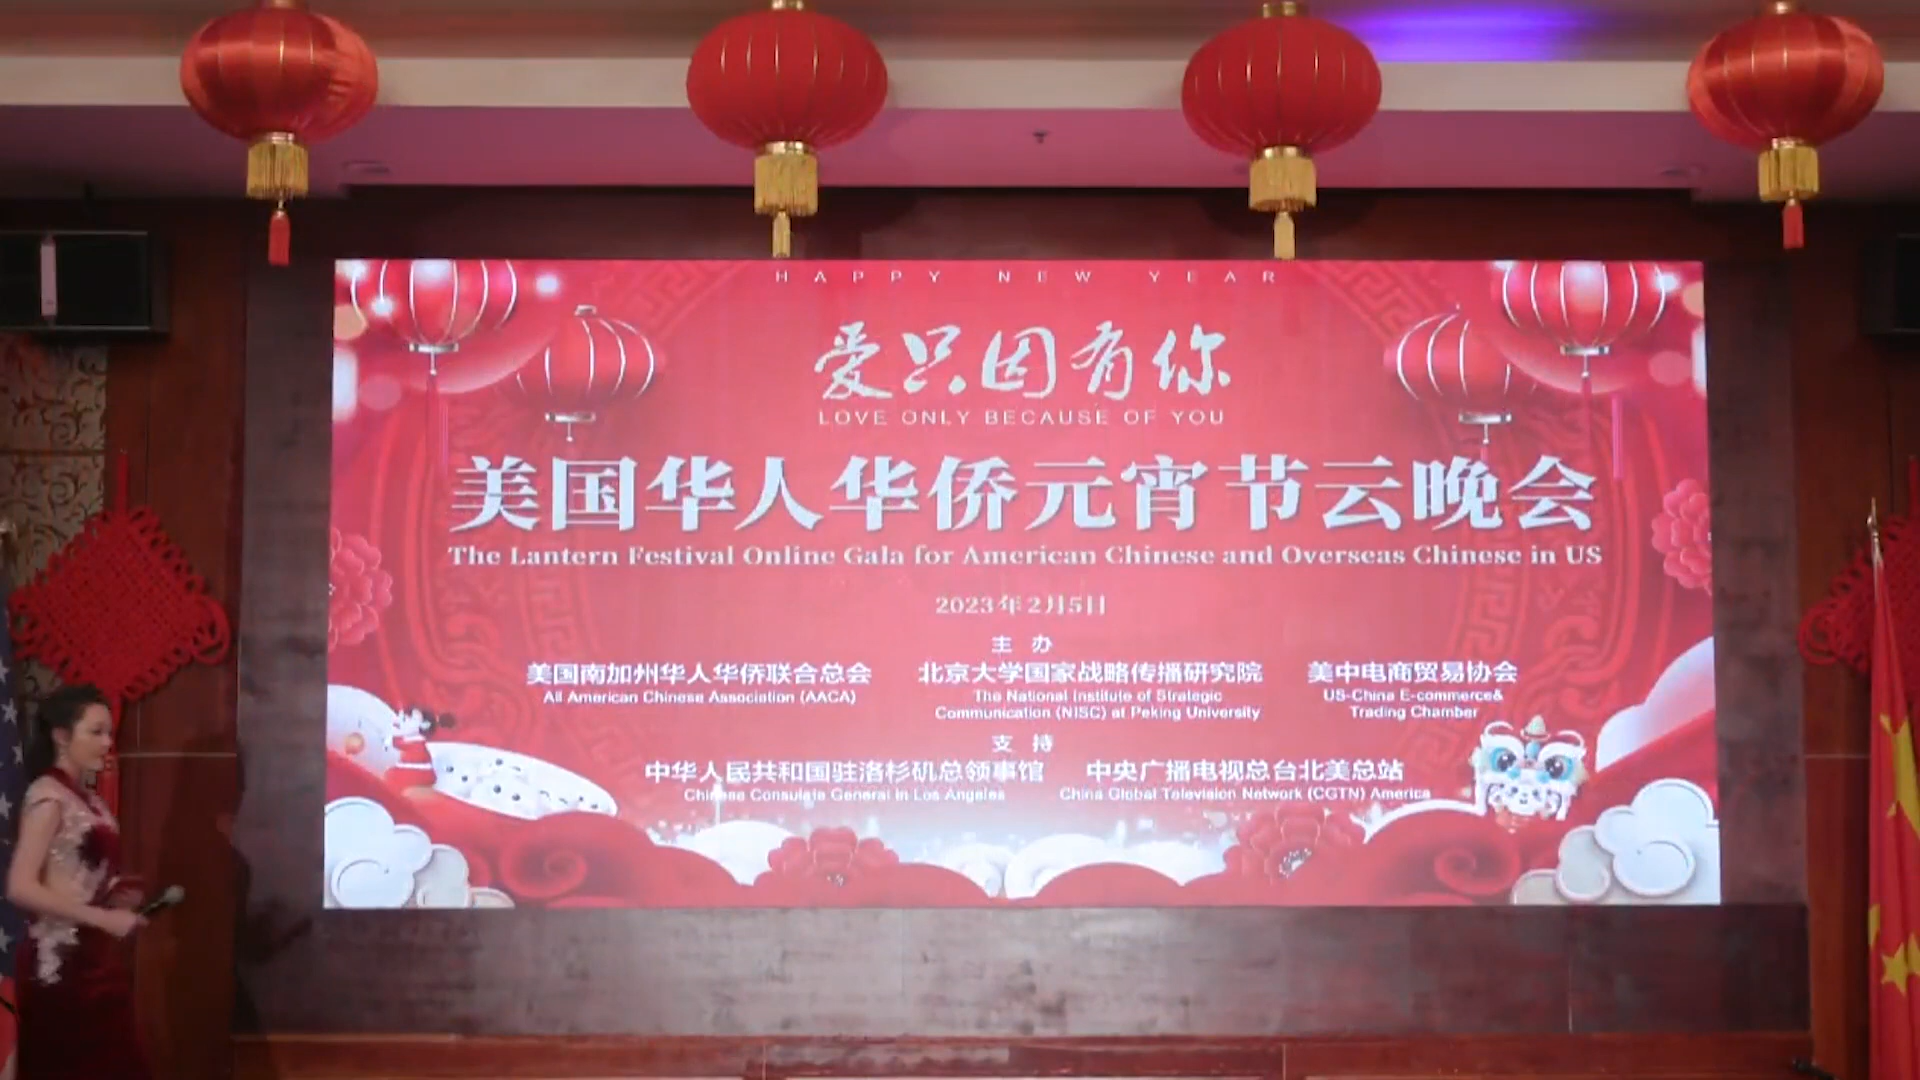 HAPPY NEW YEAR
爱只因有你
LOVE ONLY BECAUSE OF YOU
美国华人华侨元宵节云晚会
The Lantern Festival Online Gala for American Chinese and Overseas Chinese in US
2023年2月5日
主 办
美国南加州华人华侨联合总会 北京大学国家战略传播研究院 美中电商贸易协会
All American Chinese Association (AACA) The National Institute of Strategic US-China E-commerce&
Communication (NISC) at Peking University Trading Chamber
支 持
中华人民共和国驻洛杉矶总领事馆 中央广播电视总台北美总站
Chinese Consulate General in Los Angeles China Global Television Network (CGTN) America